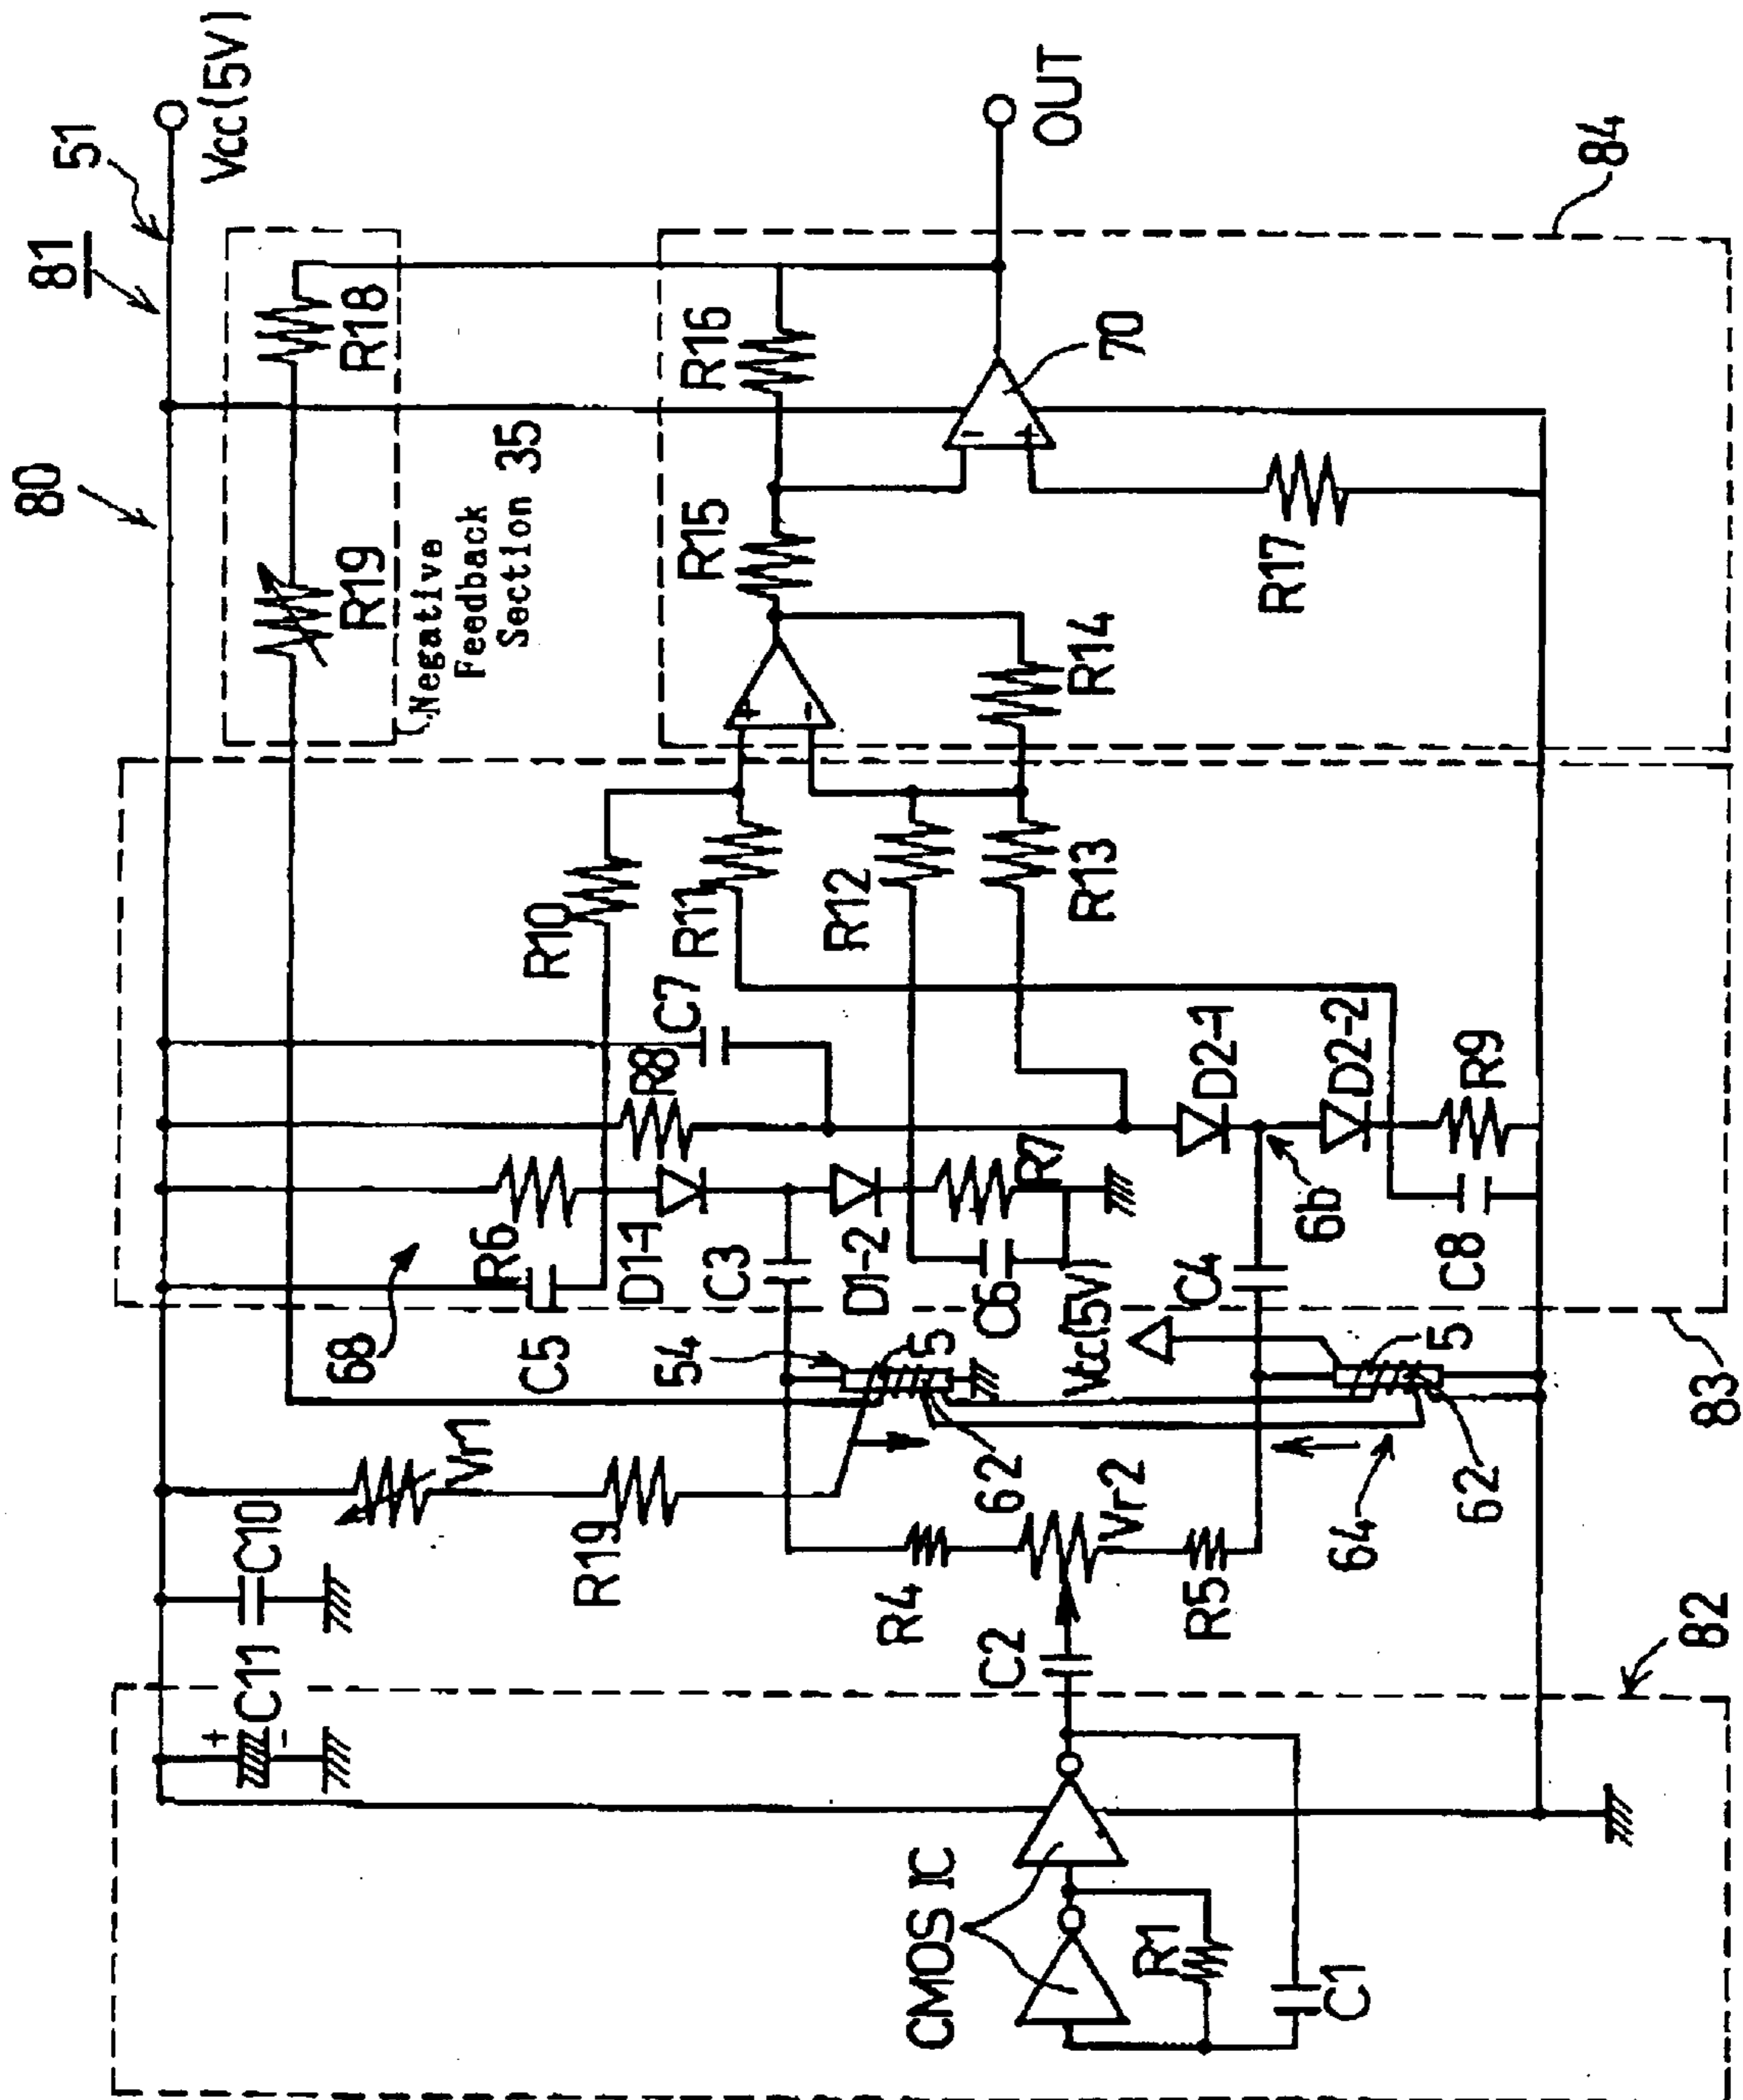 80
81
51
Vcc(5V)
R18
R19
Negative
Feedback
Section 35
R16
R15
70
OUT
84
R17
R14
R10
R11
R12
R13
C7
R8
R6
68
C5
D1-1
C3
D1-2
R7
C6
D2-1
D2-2
R9
6b
C8
C4
Vcc(5V)
54
5
5
83
Vr1
R19
62
62
64
Vr2
R4
R5
C2
C10
C11
+
-
82
CMOS IC
R1
C1
+
-
-
+